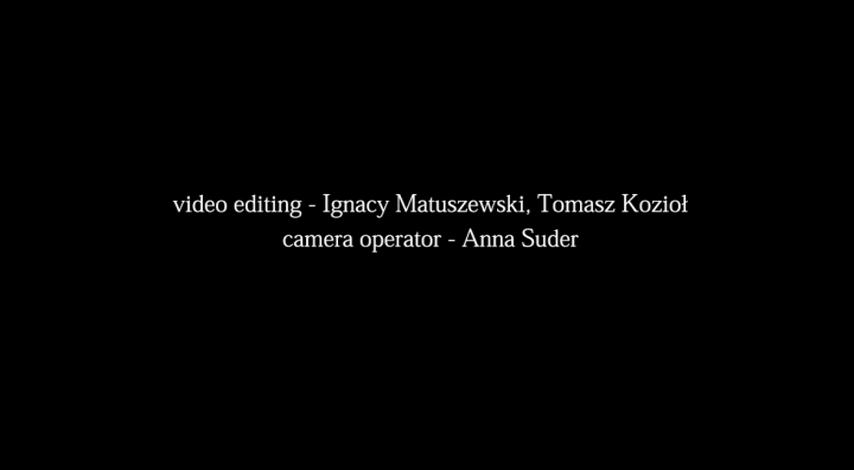 video editing - Ignacy Matuszewski, Tomasz Kozioł
camera operator - Anna Suder